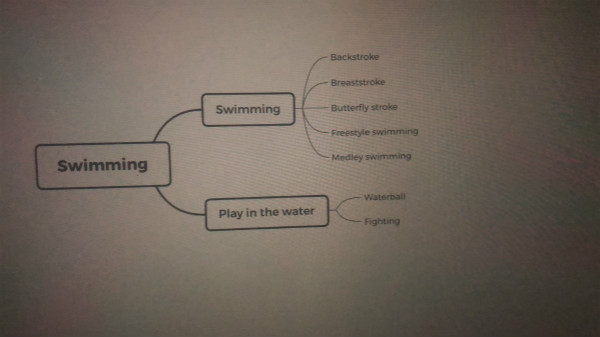 Swimming
Swimming
Backstroke
Breaststroke
Butterfly stroke
Freestyle swimming
Medley swimming
Play in the water
Waterball
Fighting